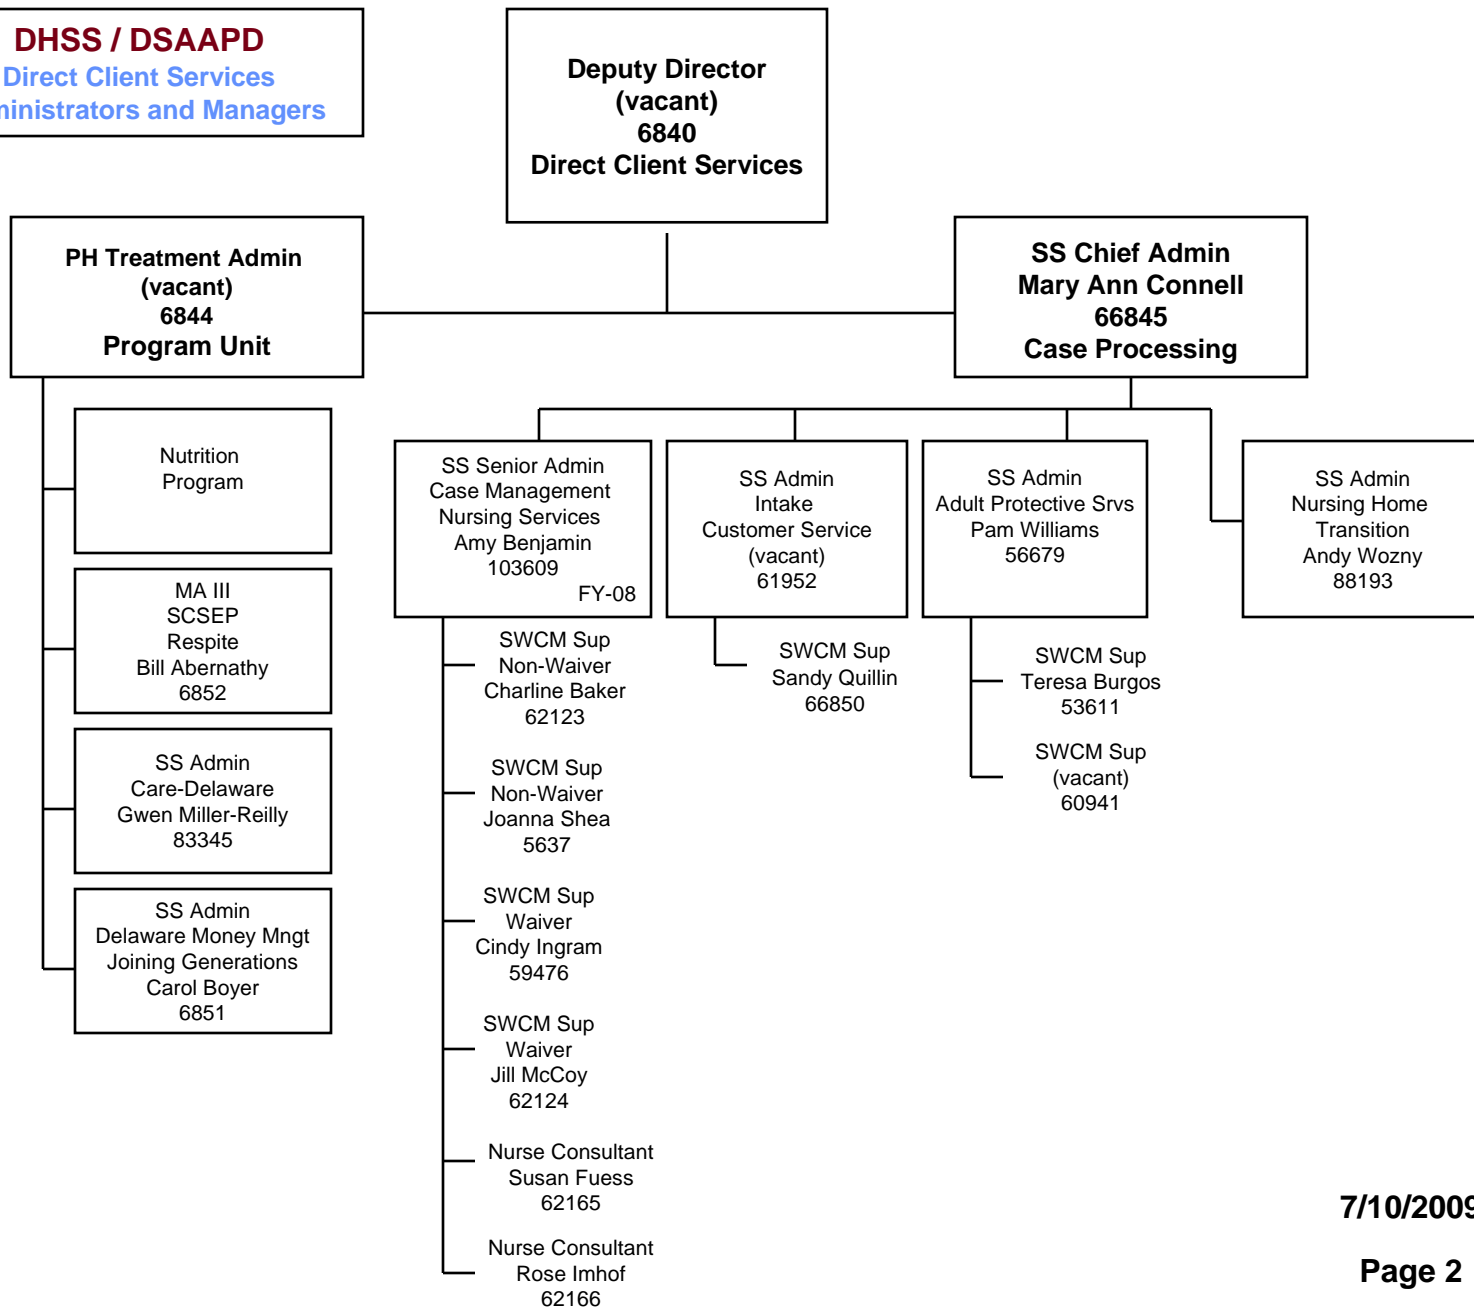 DHSS / DSAAPD
Direct Client Services
ministrators and Managers
Deputy Director
(vacant)
6840
Direct Client Services
PH Treatment Admin
(vacant)
6844
Program Unit
SS Chief Admin
Mary Ann Connell
66845
Case Processing
Nutrition
Program
MA III
SCSEP
Respite
Bill Abernathy
6852
SS Admin
Care-Delaware
Gwen Miller-Reilly
83345
SS Admin
Delaware Money Mngt
Joining Generations
Carol Boyer
6851
SS Senior Admin
Case Management
Nursing Services
Amy Benjamin
103609
FY-08
SWCM Sup
Non-Waiver
Charline Baker
62123
SWCM Sup
Non-Waiver
Joanna Shea
5637
SWCM Sup
Waiver
Cindy Ingram
59476
SWCM Sup
Waiver
Jill McCoy
62124
Nurse Consultant
Susan Fuess
62165
Nurse Consultant
Rose Imhof
62166
SS Admin
Intake
Customer Service
(vacant)
61952
SWCM Sup
Sandy Quillin
66850
SS Admin
Adult Protective Srvs
Pam Williams
56679
SWCM Sup
Teresa Burgos
53611
SWCM Sup
(vacant)
60941
SS Admin
Nursing Home
Transition
Andy Wozny
88193
7/10/2009
Page 2